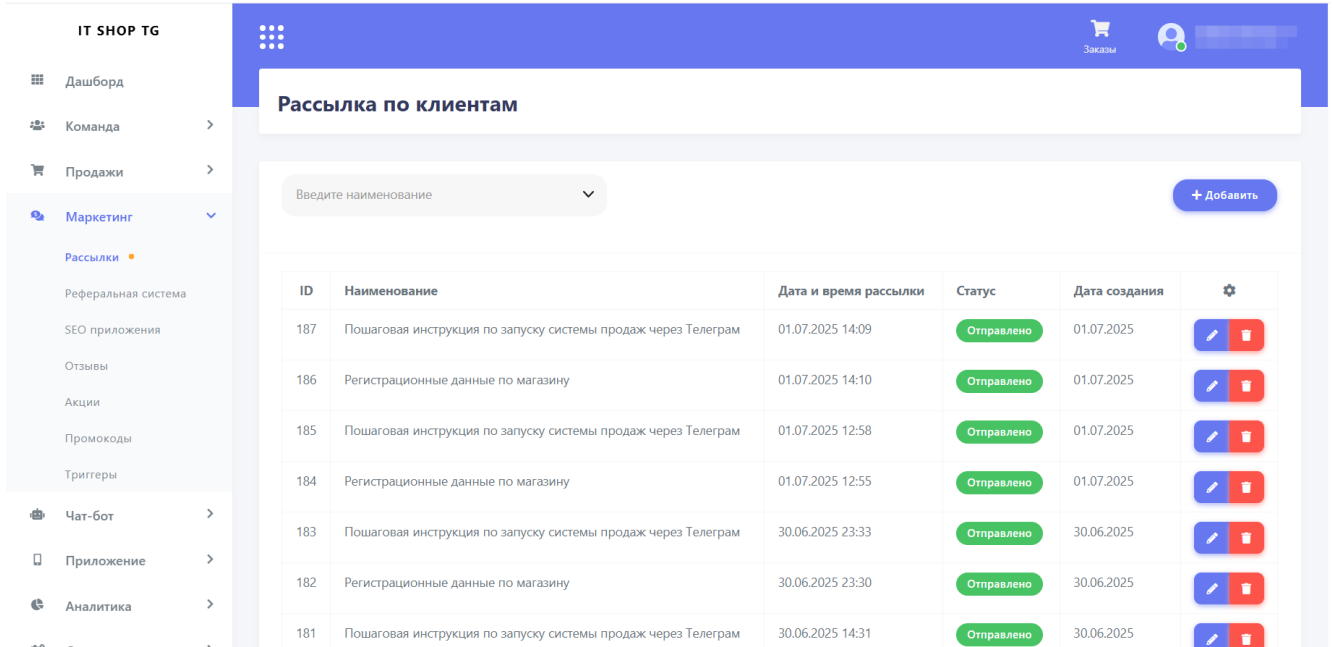 IT SHOP TG
Заказы
Дашборд
Команда
Продажи
Маркетинг
Рассылки
Реферальная система
SEO приложения
Отзывы
Акции
Промокоды
Триггеры
Чат-бот
Приложение
Аналитика
Рассылка по клиентам
Введите наименование
+ Добавить
ID Наименование Дата и время рассылки Статус Дата создания
187 Пошаговая инструкция по запуску системы продаж через Телеграм 01.07.2025 14:09 Отправлено 01.07.2025
186 Регистрационные данные по магазину 01.07.2025 14:10 Отправлено 01.07.2025
185 Пошаговая инструкция по запуску системы продаж через Телеграм 01.07.2025 12:58 Отправлено 01.07.2025
184 Регистрационные данные по магазину 01.07.2025 12:55 Отправлено 01.07.2025
183 Пошаговая инструкция по запуску системы продаж через Телеграм 30.06.2025 23:33 Отправлено 30.06.2025
182 Регистрационные данные по магазину 30.06.2025 23:30 Отправлено 30.06.2025
181 Пошаговая инструкция по запуску системы продаж через Телеграм 30.06.2025 14:31 Отправлено 30.06.2025